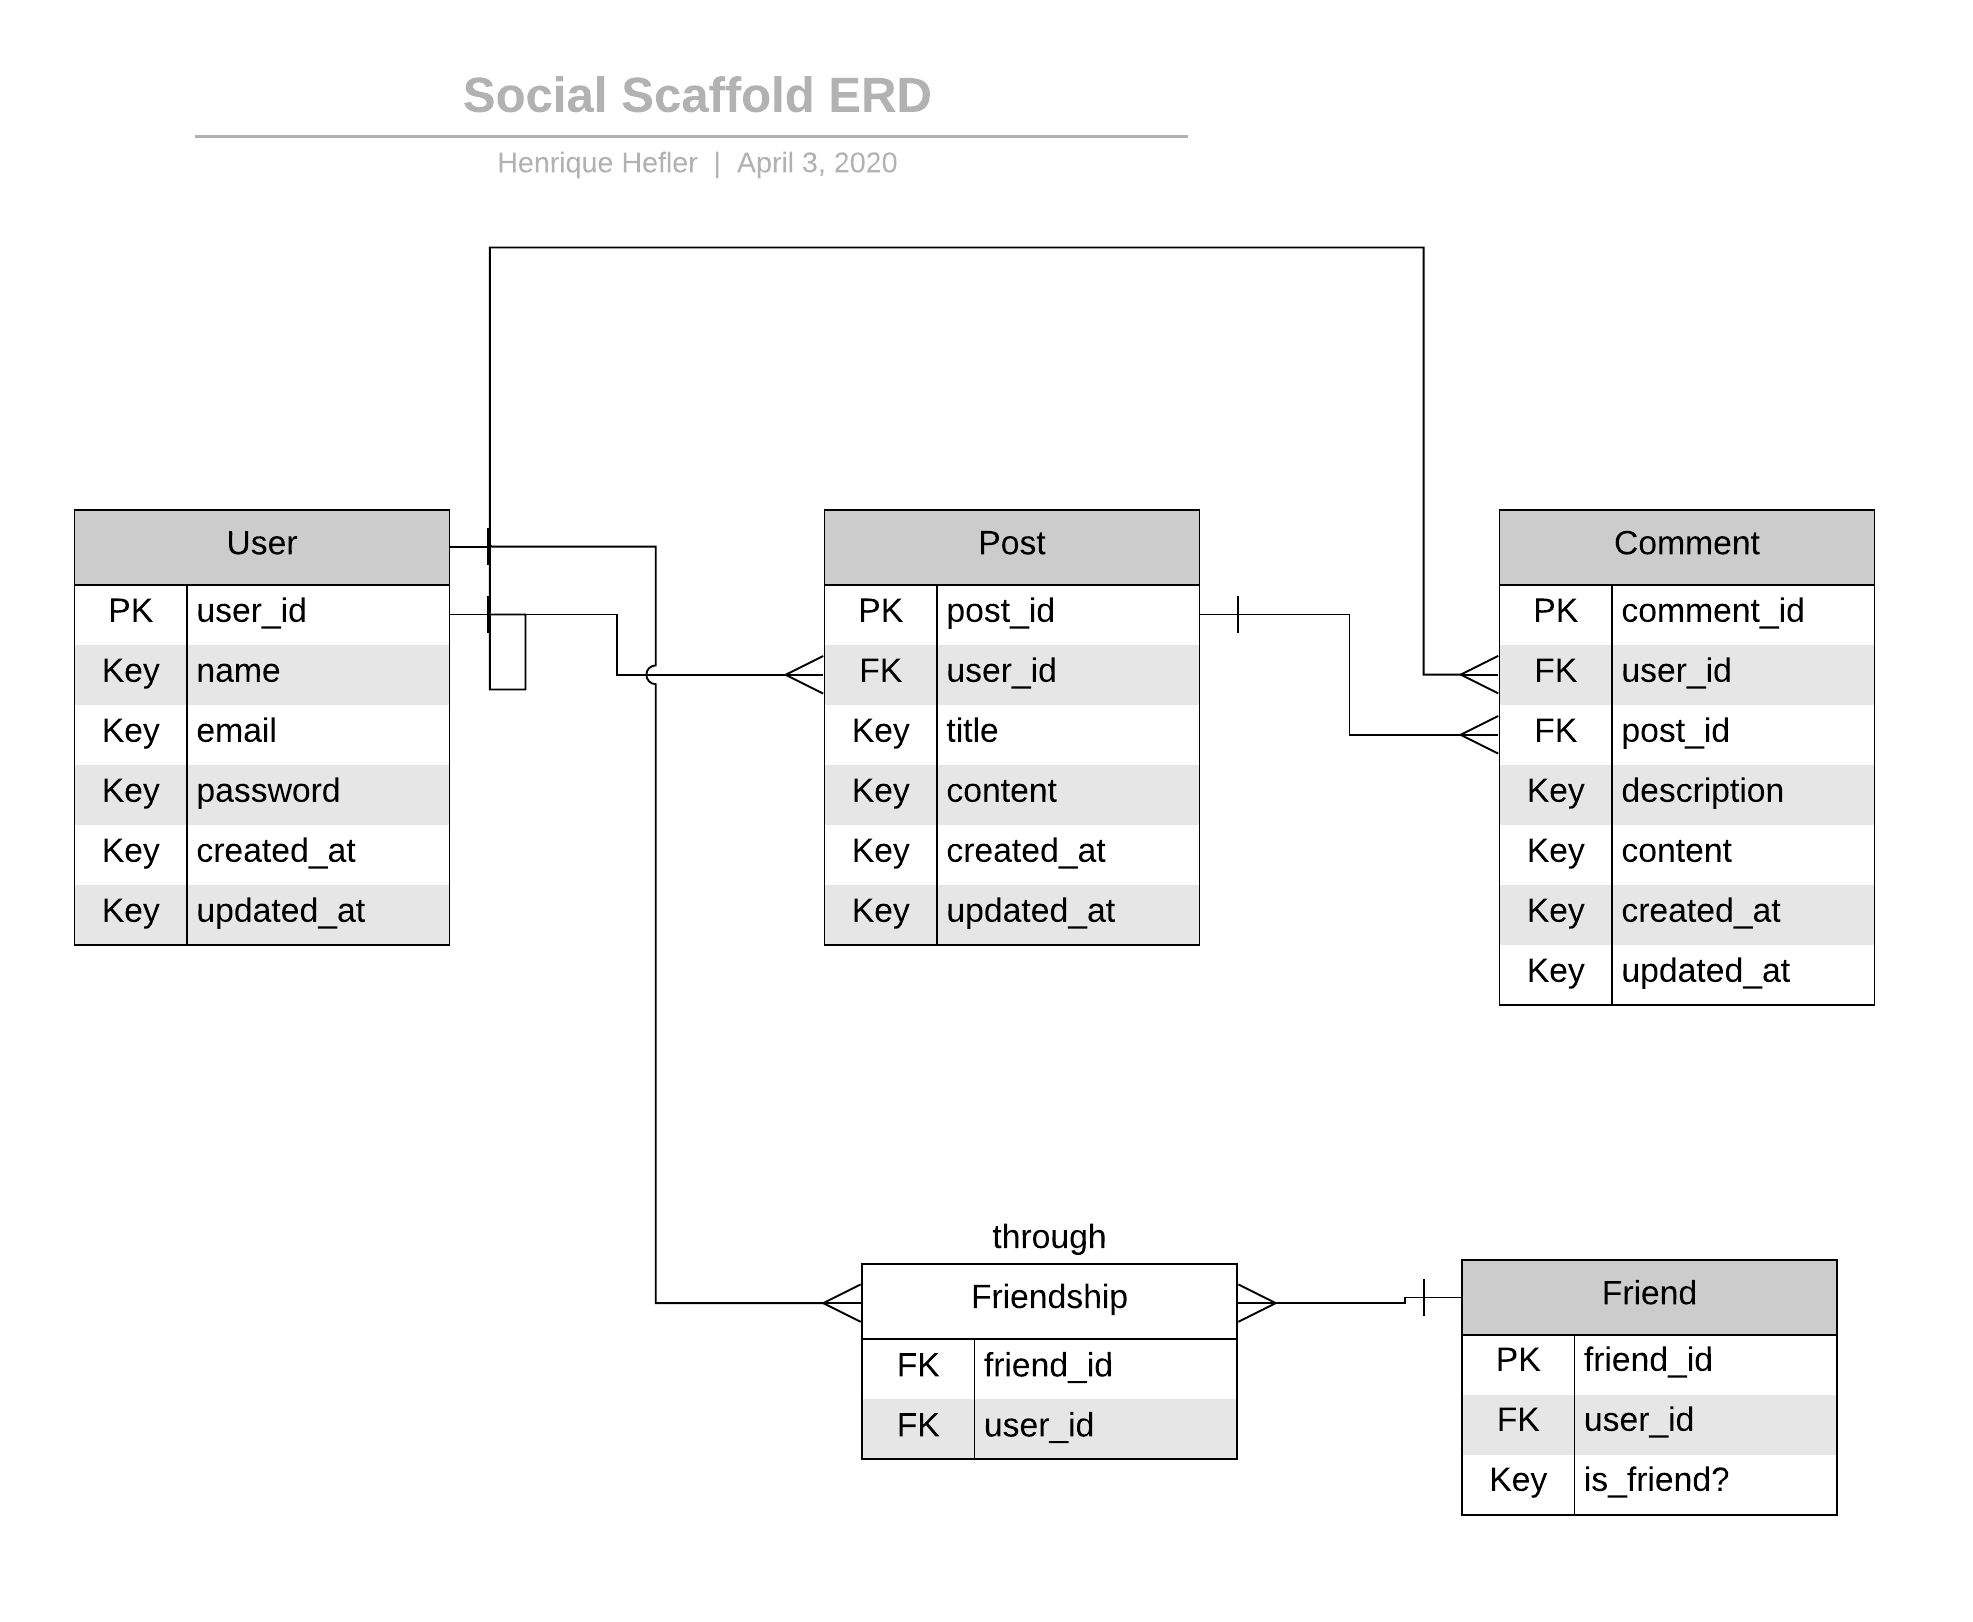 Social Scaffold ERD
Henrique Hefler | April 3, 2020
User
PK user_id
Key name
Key email
Key password
Key created_at
Key updated_at
Post
PK post_id
FK user_id
Key title
Key content
Key created_at
Key updated_at
Comment
PK comment_id
FK user_id
FK post_id
Key description
Key content
Key created_at
Key updated_at
through
Friendship
FK friend_id
FK user_id
Friend
PK friend_id
FK user_id
Key is_friend?